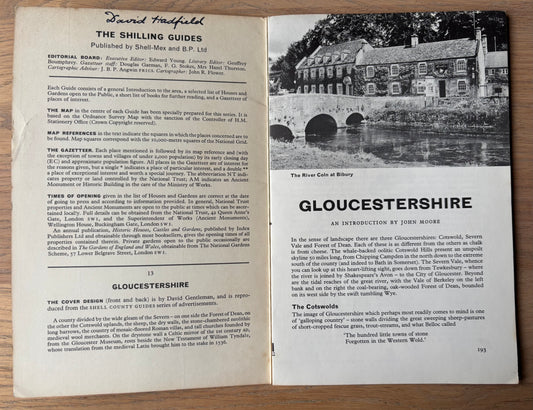 David Hadfield
THE SHILLING GUIDES
Published by Shell-Mex and B.P. Ltd
EDITORIAL BOARD: Executive Editor: Edward Young. Literary Editor: Geoffrey
Boumphrey. Gazetteer staff: Douglas Garman, F. G. Stokes, Mrs Hazel Thurston.
Cartographic Adviser: J. B. P. Angwin FRICS. Cartographer: John R. Flower.
Each Guide consists of a general Introduction to the area, a selected list of Houses and
Gardens open to the Public, a short list of books for further reading, and a Gazetteer of
places of interest.
THE MAP in the centre of each Guide has been specially prepared for this series. It is
based on the Ordnance Survey Map with the sanction of the Controller of H.M.
Stationery Office (Crown Copyright reserved).
MAP REFERENCES in the text indicate the squares in which the places concerned are to
be found. Map squares correspond with the 10,000-metre squares of the National Grid.
THE GAZETTEER. Each place mentioned is followed by its map reference and (with
the exception of towns and villages of under 2,000 population) by its early closing day
(EC) and approximate population figure. All places in the Gazetteer are of interest for
the reasons given, but a single * indicates a place of particular interest, and a double **
a place of exceptional interest and worth a special journey. The abbreviation NT indi-
cates property or land controlled by the National Trust; AM indicates an Ancient
Monument or Historic Building in the care of the Ministry of Works.
TIMES OF OPENING given in the list of Houses and Gardens are correct at the date
of going to press and according to information provided. In general, National Trust
properties and Ancient Monuments are open to the public at times which can be ascer-
tained locally. Full details can be obtained from the National Trust, 42 Queen Anne's
Gate, London SW1, and the Superintendent of Works (Ancient Monuments),
Lambeth Bridge House, London SE1.
An annual publication, Historic Houses, Castles and Gardens, published by Index
Publishers Ltd and obtainable through most booksellers, gives the opening times of all
properties contained therein. Private gardens open to the public occasionally are
described in The Gardens of England and Wales, obtainable from The National Gardens
Scheme, 57 Lower Belgrave Street, London SW1.
13
GLOUCESTERSHIRE
THE COVER DESIGN (front and back) is by David Gentleman, and is repro-
duced from the SHELL COUNTY GUIDES series of advertisements.
A county divided by the wide gleam of the Severn - on one side the Forest of Dean, on
the other the Cotswold uplands, the sheep, the dry walls, the stone-chambered neolithic
long barrows, the country of mosaic-floored Roman villas, and cliff churches founded by
wool merchants. On the drystone wall a Celtic mirror of the 1st century AD,
from the Gloucester Museum, rests beside the New Testament of William Tyndale,
whose translation from the medieval Latin brought him to the stake in 1536.
The River Coln at Bibury
GLOUCESTERSHIRE
AN INTRODUCTION BY JOHN MOORE
In the sense of landscape there are three Gloucestershires: Cotswold, Severn
Vale and Forest of Dean. Each of these is as different from the others as chalk
is from cheese. The whale-backed oolitic Cotswold Hills present an unspoilt
skyline 50 miles long, from Chipping Campden in the north down to the extreme
south of the county (and indeed to Bath in Somerset). The Severn Vale, whence
you can look up at this heart-lifting sight, goes down from Tewkesbury – where
the river is joined by Shakespeare's Avon – to the City of Gloucester. Beyond
are the tidal reaches of the great river, with the Vale of Berkeley on the left
bank and on the right the coal-bearing, oak-wooded Forest of Dean, bounded
on its west side by the swift tumbling Wye.
The Cotswolds
The image of Gloucestershire which perhaps most readily comes to mind is one
of 'galloping country' – stone walls dividing the great sweeping sheep-pastures
of short-cropped fescue grass, trout-streams, and what Belloc called
'The hundred little towns of stone
Forgotten in the Western Wold.'
193